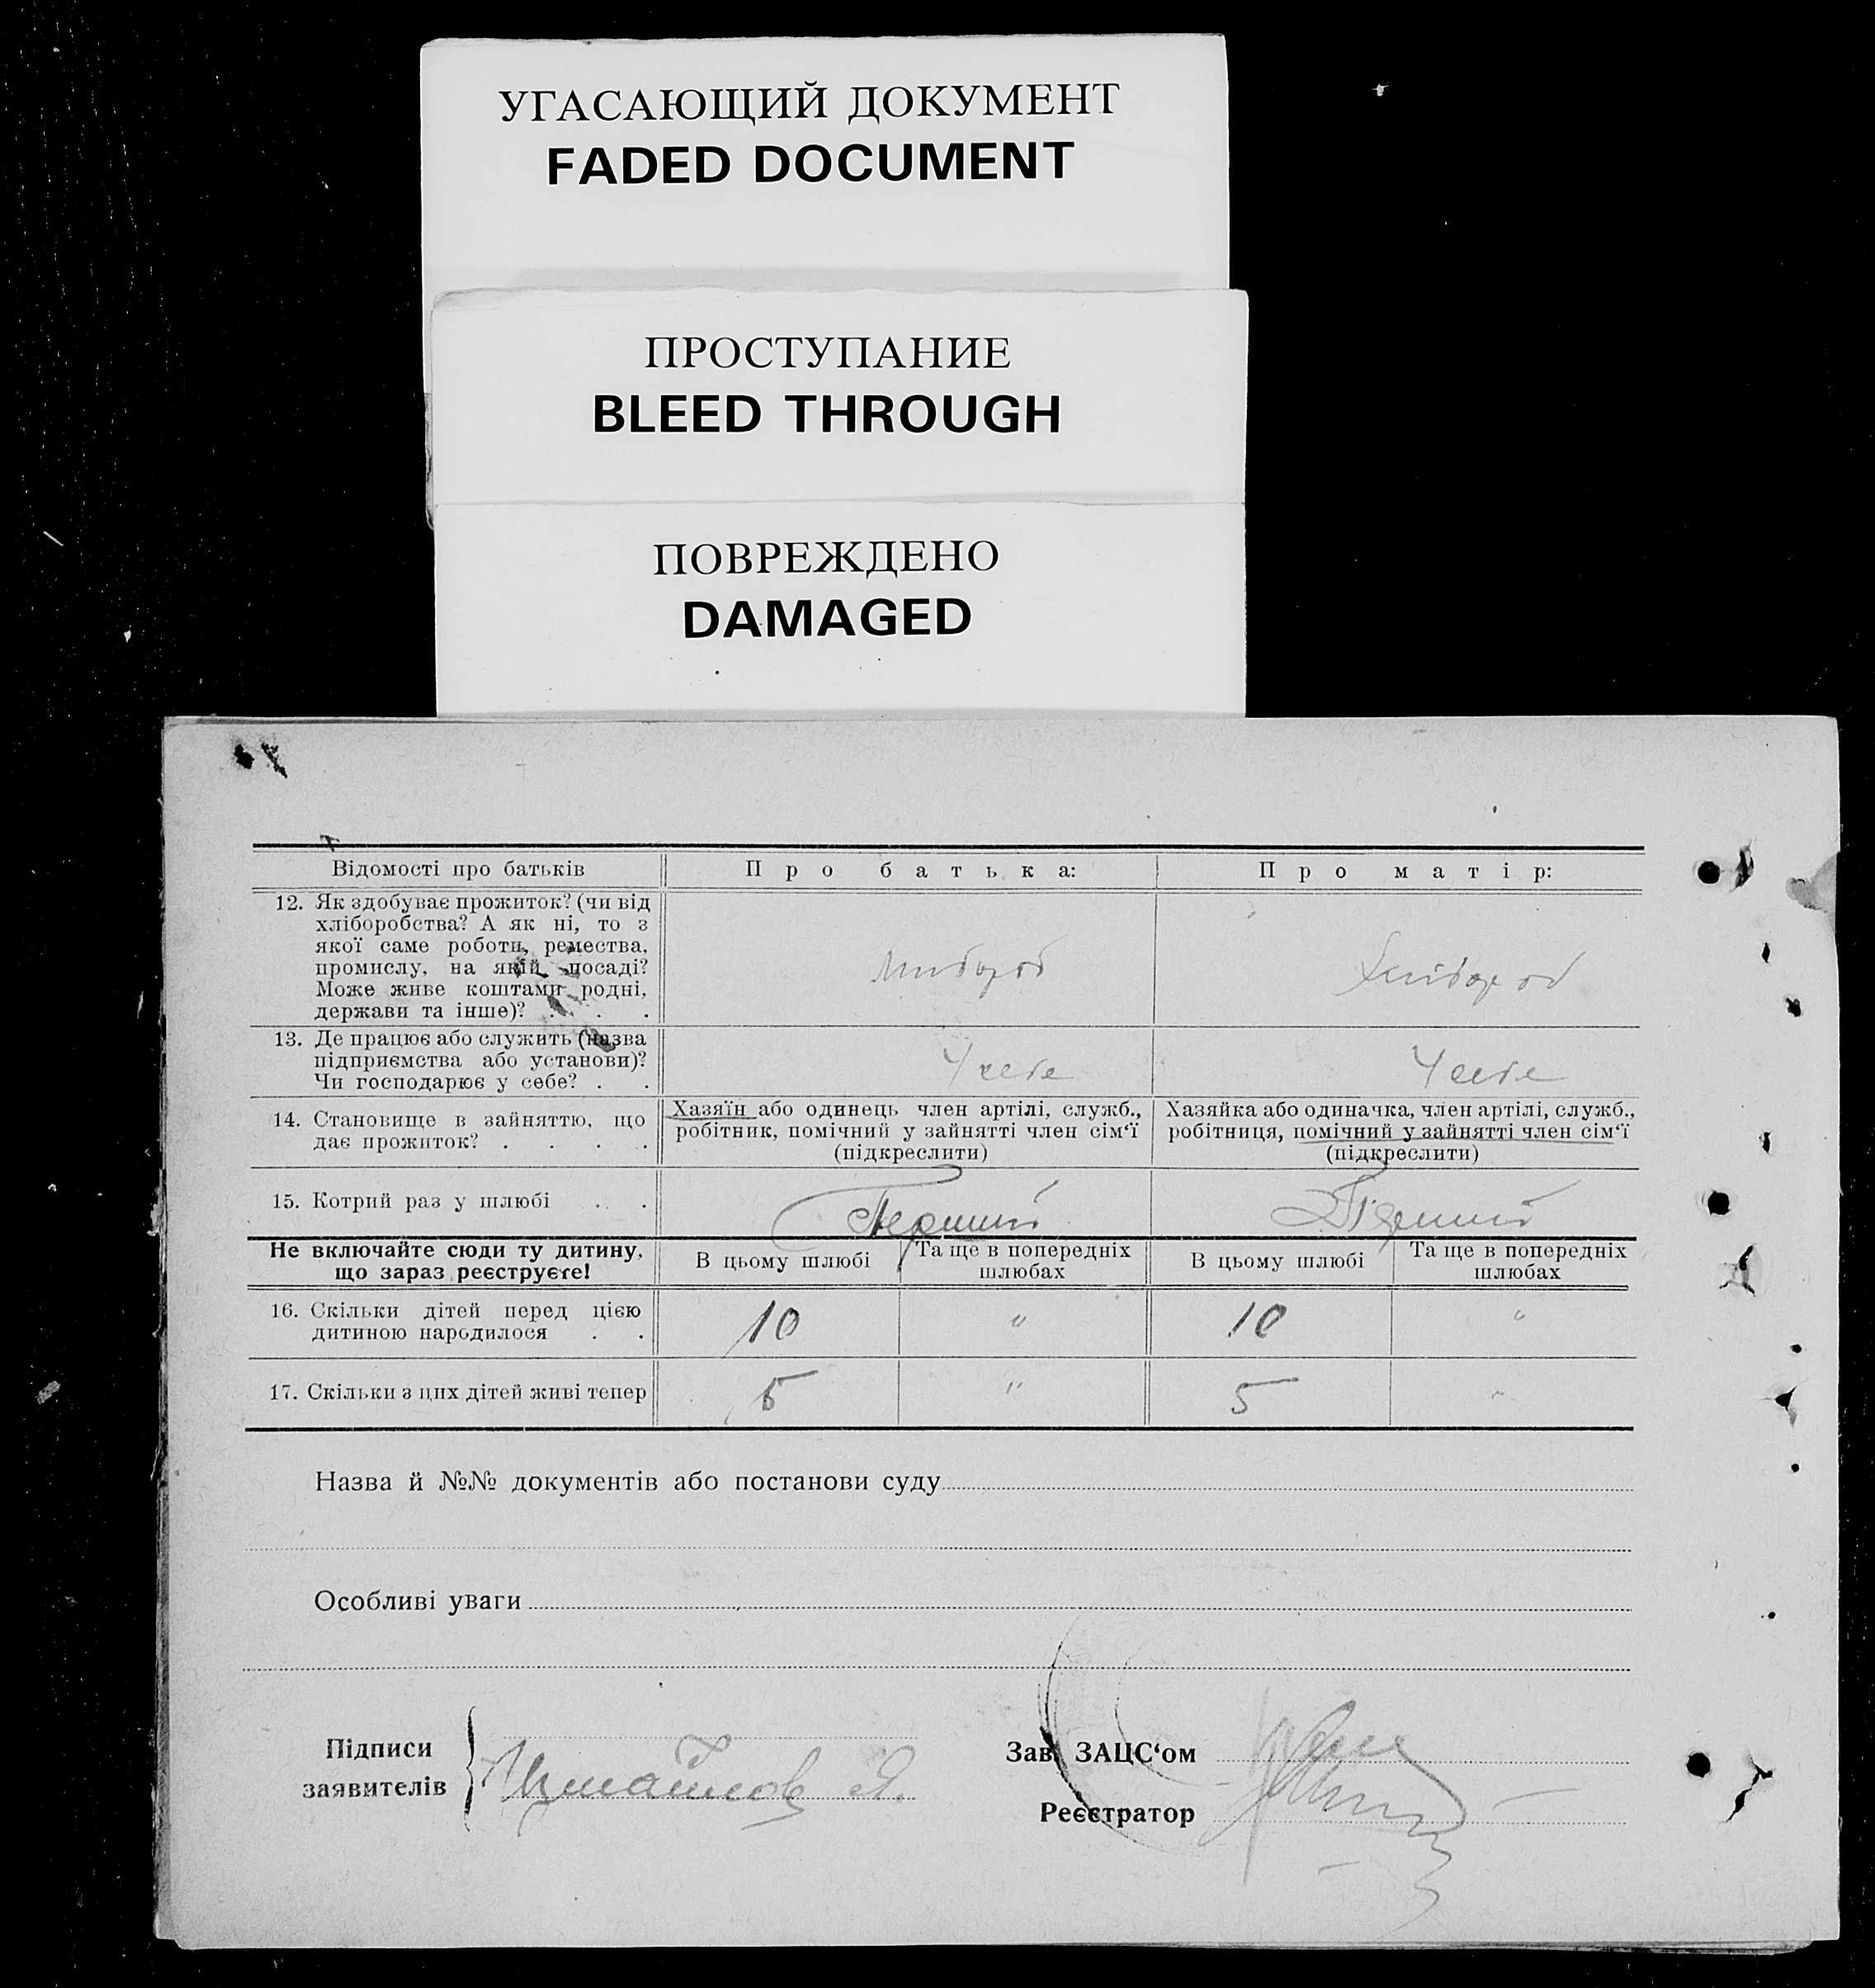 УГАСАЮЩИЙ ДОКУМЕНТ
FADED DOCUMENT
ПРОСТУПАНИЕ
BLEED THROUGH
ПОВРЕЖДЕНО
DAMAGED
Відомості про батьків
Про батька:
Про матір:
12. Як здобуває прожиток? (чи від
хліборобства? А як ні, то з
якої саме роботи, ремества,
промислу, на якій посаді?
Може живе коштами родні,
держави та інше)? . . .
Хлібороб
13. Де працює або служить (назва
підприємства або установи)?
Чи господарює у себе? . .
У себе
У себе
14. Становище в зайняттю, що
дає прожиток? . . . .
Хазяїн або одинець член артілі, служб.,
робітник, помічний у зайнятті член сім‘ї
(підкреслити)
Хазяйка або одиначка, член артілі, служб.,
робітниця, помічний у зайнятті член сім‘ї
(підкреслити)
15. Котрий раз у шлюбі . . .
Перший
Перший
Не включайте сюди ту дитину,
що зараз реєструєте!
В цьому шлюбі
Та ще в попередніх
шлюбах
В цьому шлюбі
Та ще в попередніх
шлюбах
16. Скільки дітей перед цією
дитиною народилося . .
10
"
10
"
17. Скільки з цих дітей живі тепер
5
"
5
"
Назва й №№ документів або постанови суду
Особливі уваги
Підписи
заявителів
Измайлов Я.
Зав. ЗАЦС‘ом
Реєстратор